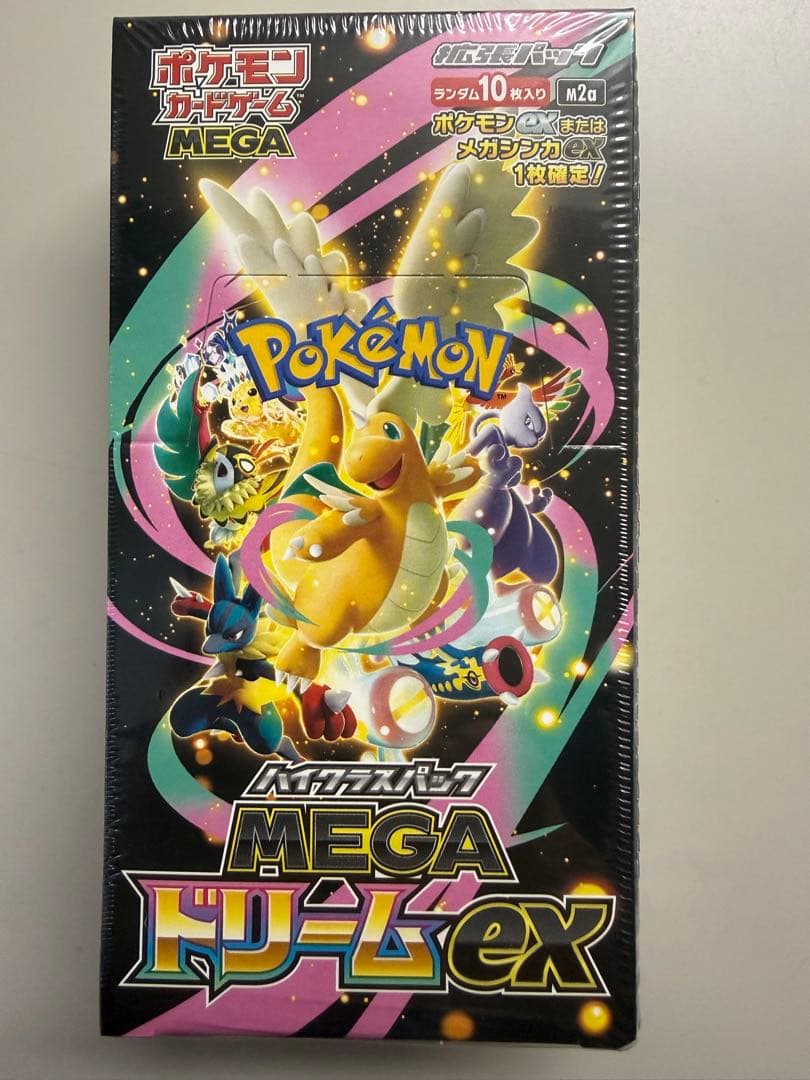 ポケモン
カードゲーム™
MEGA
拡張パック
ランダム10枚入り M2a
ポケモンexまたは
メガシンカex
1枚確定!
POKéMON™
ハイクラスパック
MEGA
ドリームex